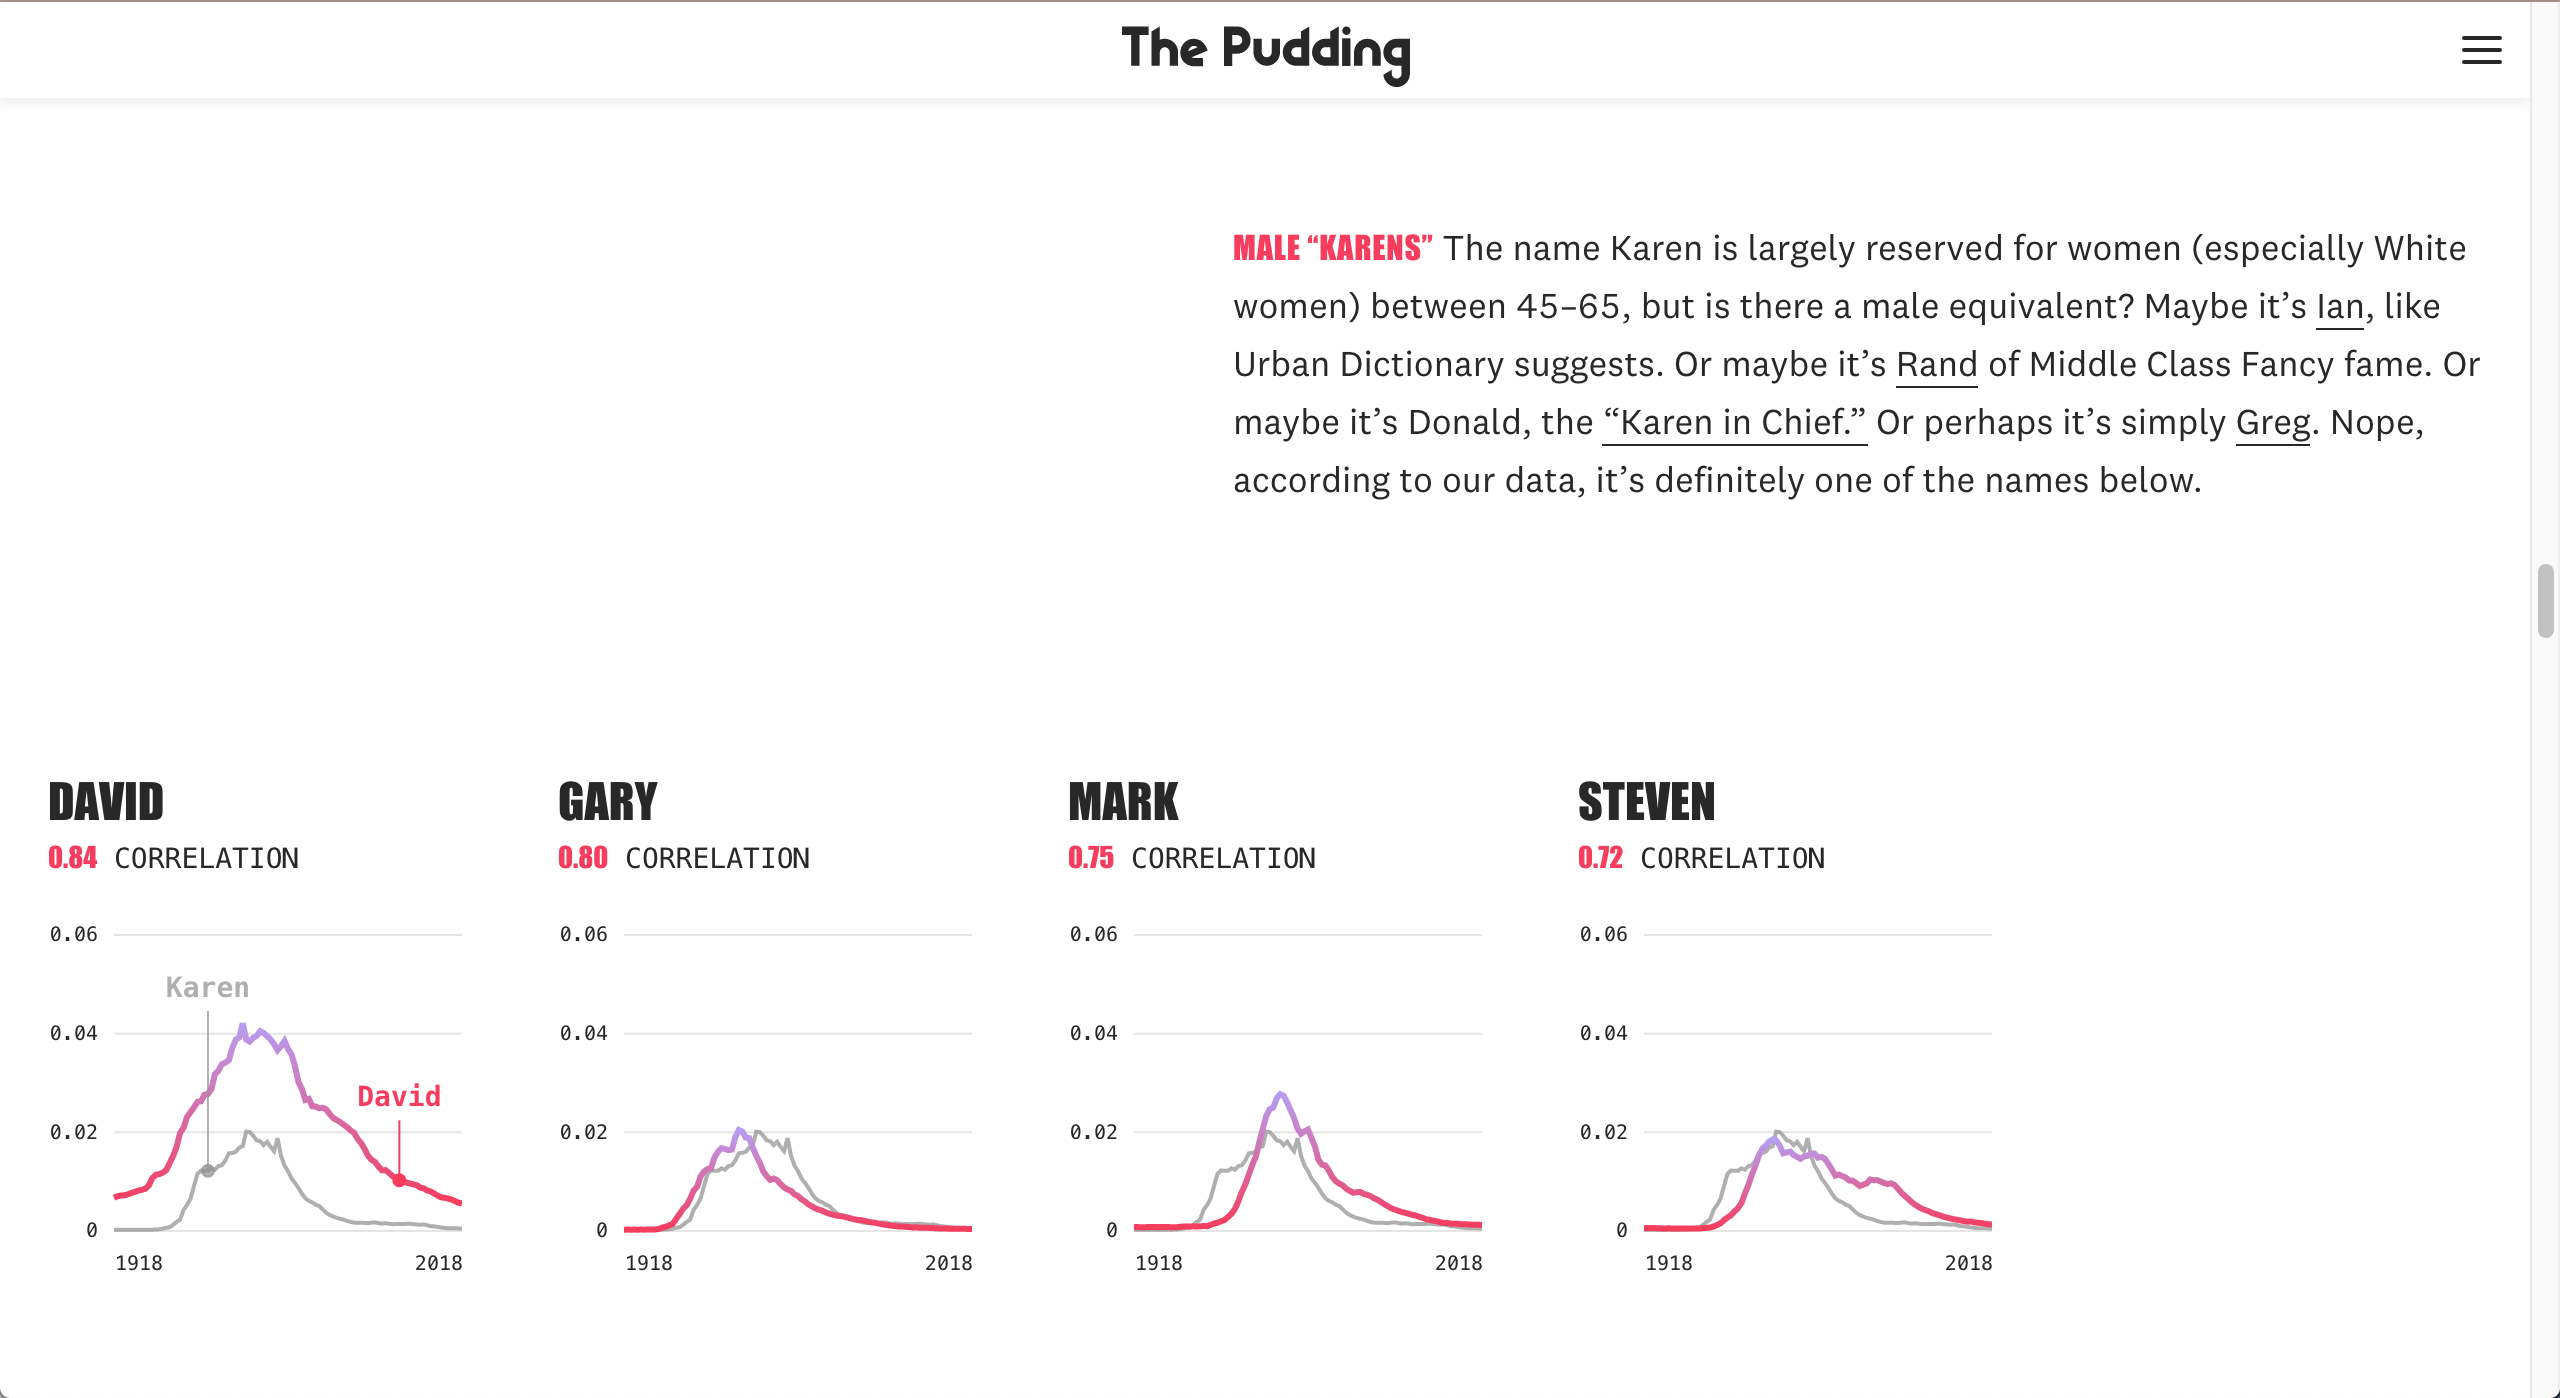 The Pudding
MALE “KARENS” The name Karen is largely reserved for women (especially White
women) between 45–65, but is there a male equivalent? Maybe it’s Ian, like
Urban Dictionary suggests. Or maybe it’s Rand of Middle Class Fancy fame. Or
maybe it’s Donald, the “Karen in Chief.” Or perhaps it’s simply Greg. Nope,
according to our data, it’s definitely one of the names below.
DAVID
0.84 CORRELATION
0.06
Karen
0.04
David
0.02
0
1918
2018
GARY
0.80 CORRELATION
0.06
0.04
0.02
0
1918
2018
MARK
0.75 CORRELATION
0.06
0.04
0.02
0
1918
2018
STEVEN
0.72 CORRELATION
0.06
0.04
0.02
0
1918
2018